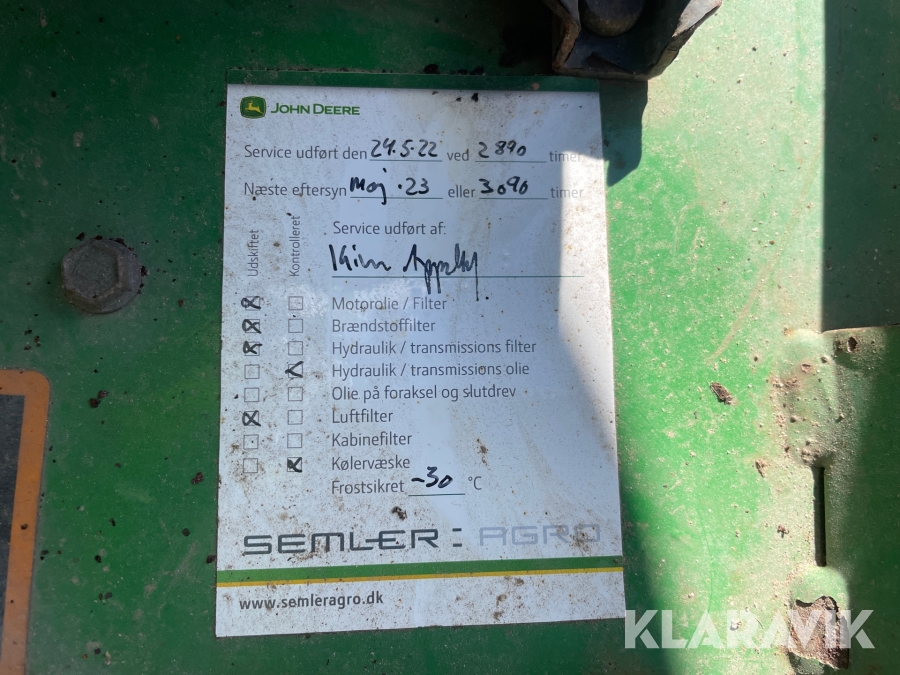 JOHN DEERE
Service udført den 24.5.22 ved 2890 timer
Næste eftersyn Maj .23 eller 3090 timer
Udskiftet
Kontrolleret
Service udført af:
Kim
Motorolie / Filter
Brændstoffilter
Hydraulik / transmissions filter
Hydraulik / transmissions olie
Olie på foraksel og slutdrev
Luftfilter
Kabinefilter
Kølervæske
Frostsikret -30 °C
SEMLER AGRO
www.semleragro.dk
KLARAVIK